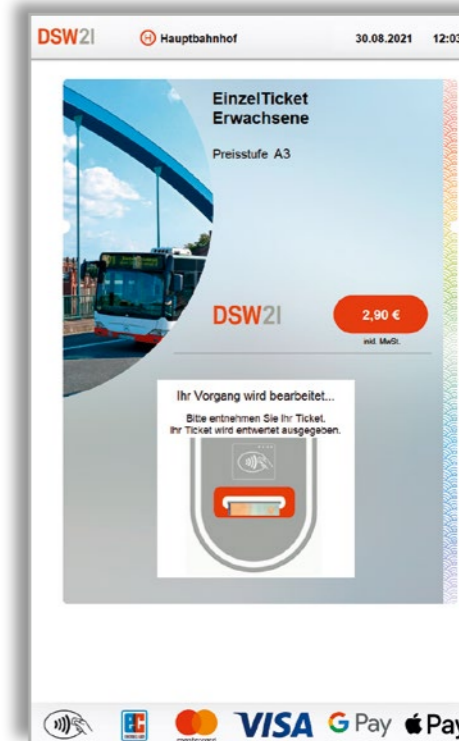 DSW21
H Hauptbahnhof
30.08.2021 12:03
EinzelTicket
Erwachsene
Preisstufe A3
DSW21
2,90 €
inkl. MwSt.
Ihr Vorgang wird bearbeitet...
Bitte entnehmen Sie Ihr Ticket.
Ihr Ticket wird entwertet ausgegeben.
VISA G Pay Pay